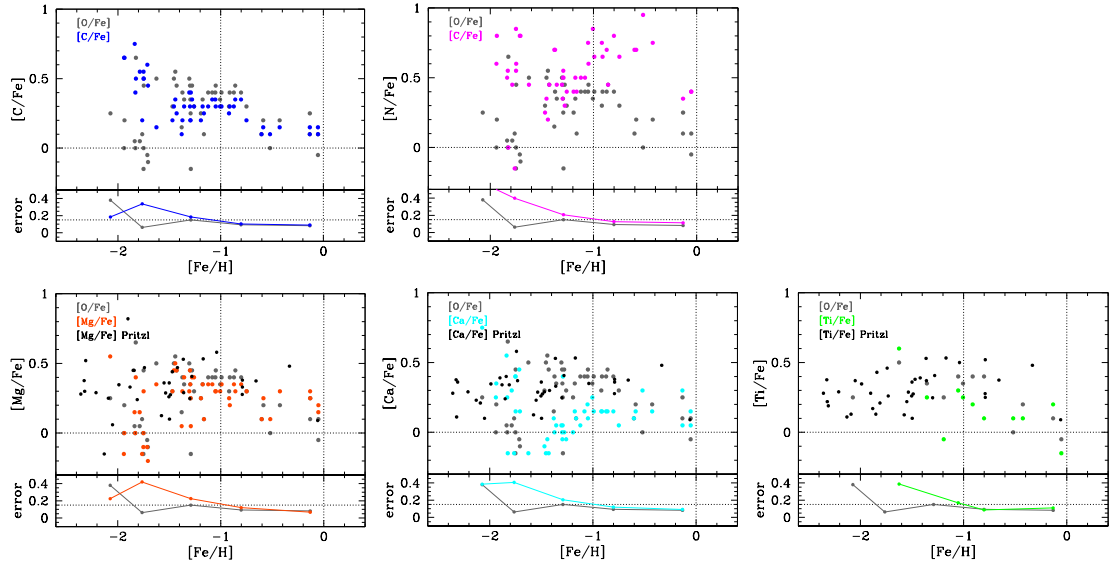 [O/Fe]
[C/Fe]
1
0.5
0
[C/Fe]
0.4
0.2
0
error
−2
−1
0
[Fe/H]
[O/Fe]
[C/Fe]
1
0.5
0
[N/Fe]
0.4
0.2
0
error
−2
−1
0
[Fe/H]
[O/Fe]
[Mg/Fe]
[Mg/Fe] Pritzl
1
0.5
0
[Mg/Fe]
0.4
0.2
0
error
−2
−1
0
[Fe/H]
[O/Fe]
[Ca/Fe]
[Ca/Fe] Pritzl
1
0.5
0
[Ca/Fe]
0.4
0.2
0
error
−2
−1
0
[Fe/H]
[O/Fe]
[Ti/Fe]
[Ti/Fe] Pritzl
1
0.5
0
[Ti/Fe]
0.4
0.2
0
error
−2
−1
0
[Fe/H]